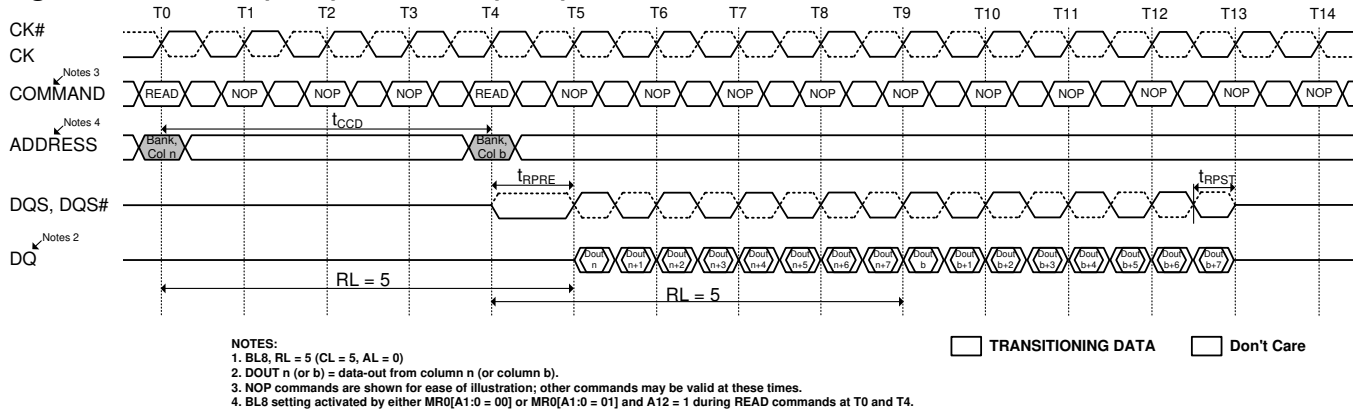 T0 T1 T2 T3 T4 T5 T6 T7 T8 T9 T10 T11 T12 T13 T14
CK#
CK
Notes 3
COMMAND READ NOP NOP NOP READ NOP NOP NOP NOP NOP NOP NOP NOP NOP NOP
tCCD
Notes 4
ADDRESS
Bank, Col n
Bank, Col b
tRPRE
tRPST
DQS, DQS#
Notes 2
DQ
Dout n
Dout n+1
Dout n+2
Dout n+3
Dout n+4
Dout n+5
Dout n+6
Dout n+7
Dout b
Dout b+1
Dout b+2
Dout b+3
Dout b+4
Dout b+5
Dout b+6
Dout b+7
RL = 5
RL = 5
NOTES:
1. BL8, RL = 5 (CL = 5, AL = 0)
2. DOUT n (or b) = data-out from column n (or column b).
3. NOP commands are shown for ease of illustration; other commands may be valid at these times.
4. BL8 setting activated by either MR0[A1:0 = 00] or MR0[A1:0 = 01] and A12 = 1 during READ commands at T0 and T4.
TRANSITIONING DATA
Don't Care